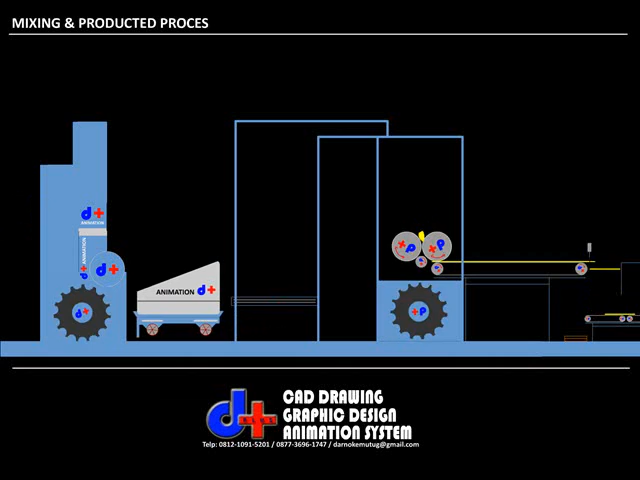 MIXING & PRODUCTED PROCES
d+
ANIMATION
ANIMATION
d+
d+
d+
ANIMATION d+
+P
+P
+P
d+
CAD DRAWING
GRAPHIC DESIGN
ANIMATION SYSTEM
Telp: 0812-1091-5201 / 0877-3696-1747 / darnokemutug@gmail.com